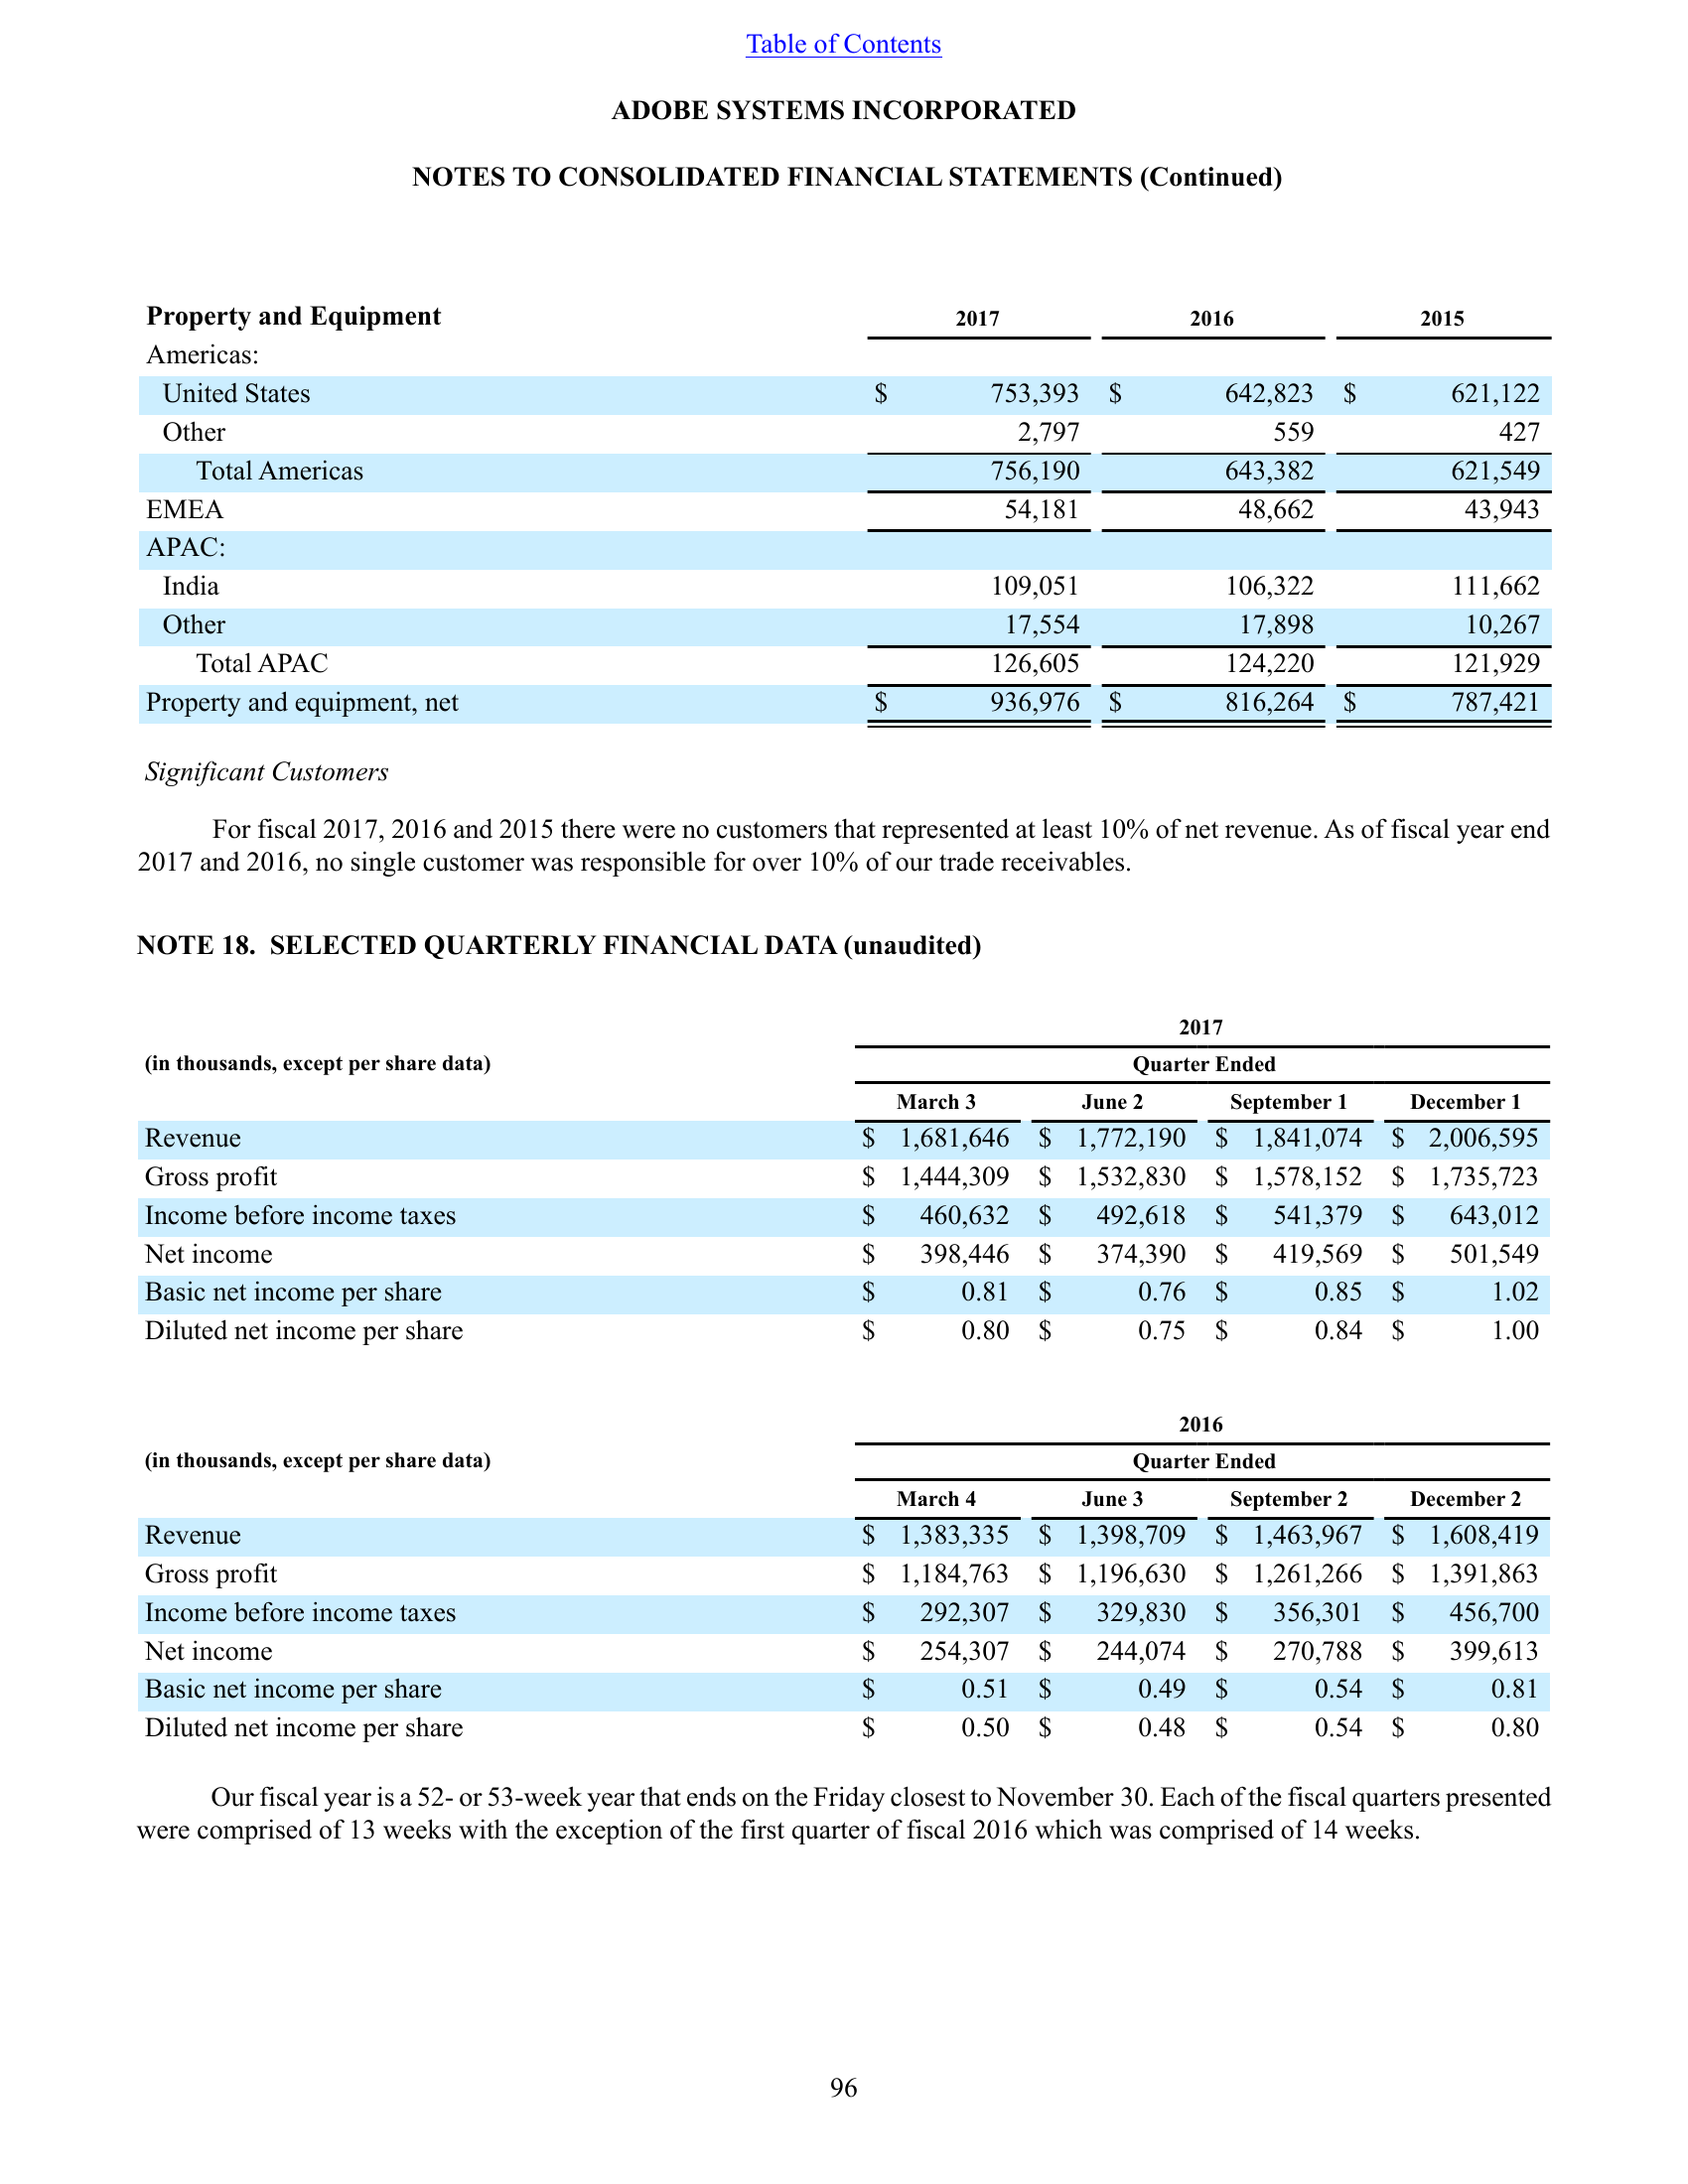 Table of Contents
ADOBE SYSTEMS INCORPORATED
NOTES TO CONSOLIDATED FINANCIAL STATEMENTS (Continued)
Property and Equipment 2017 2016 2015
Americas:
United States $ 753,393 $ 642,823 $ 621,122
Other 2,797 559 427
Total Americas 756,190 643,382 621,549
EMEA 54,181 48,662 43,943
APAC:
India 109,051 106,322 111,662
Other 17,554 17,898 10,267
Total APAC 126,605 124,220 121,929
Property and equipment, net $ 936,976 $ 816,264 $ 787,421
Significant Customers
For fiscal 2017, 2016 and 2015 there were no customers that represented at least 10% of net revenue. As of fiscal year end
2017 and 2016, no single customer was responsible for over 10% of our trade receivables.
NOTE 18. SELECTED QUARTERLY FINANCIAL DATA (unaudited)
2017
(in thousands, except per share data) Quarter Ended
March 3 June 2 September 1 December 1
Revenue $ 1,681,646 $ 1,772,190 $ 1,841,074 $ 2,006,595
Gross profit $ 1,444,309 $ 1,532,830 $ 1,578,152 $ 1,735,723
Income before income taxes $ 460,632 $ 492,618 $ 541,379 $ 643,012
Net income $ 398,446 $ 374,390 $ 419,569 $ 501,549
Basic net income per share $ 0.81 $ 0.76 $ 0.85 $ 1.02
Diluted net income per share $ 0.80 $ 0.75 $ 0.84 $ 1.00
2016
(in thousands, except per share data) Quarter Ended
March 4 June 3 September 2 December 2
Revenue $ 1,383,335 $ 1,398,709 $ 1,463,967 $ 1,608,419
Gross profit $ 1,184,763 $ 1,196,630 $ 1,261,266 $ 1,391,863
Income before income taxes $ 292,307 $ 329,830 $ 356,301 $ 456,700
Net income $ 254,307 $ 244,074 $ 270,788 $ 399,613
Basic net income per share $ 0.51 $ 0.49 $ 0.54 $ 0.81
Diluted net income per share $ 0.50 $ 0.48 $ 0.54 $ 0.80
Our fiscal year is a 52- or 53-week year that ends on the Friday closest to November 30. Each of the fiscal quarters presented
were comprised of 13 weeks with the exception of the first quarter of fiscal 2016 which was comprised of 14 weeks.
96